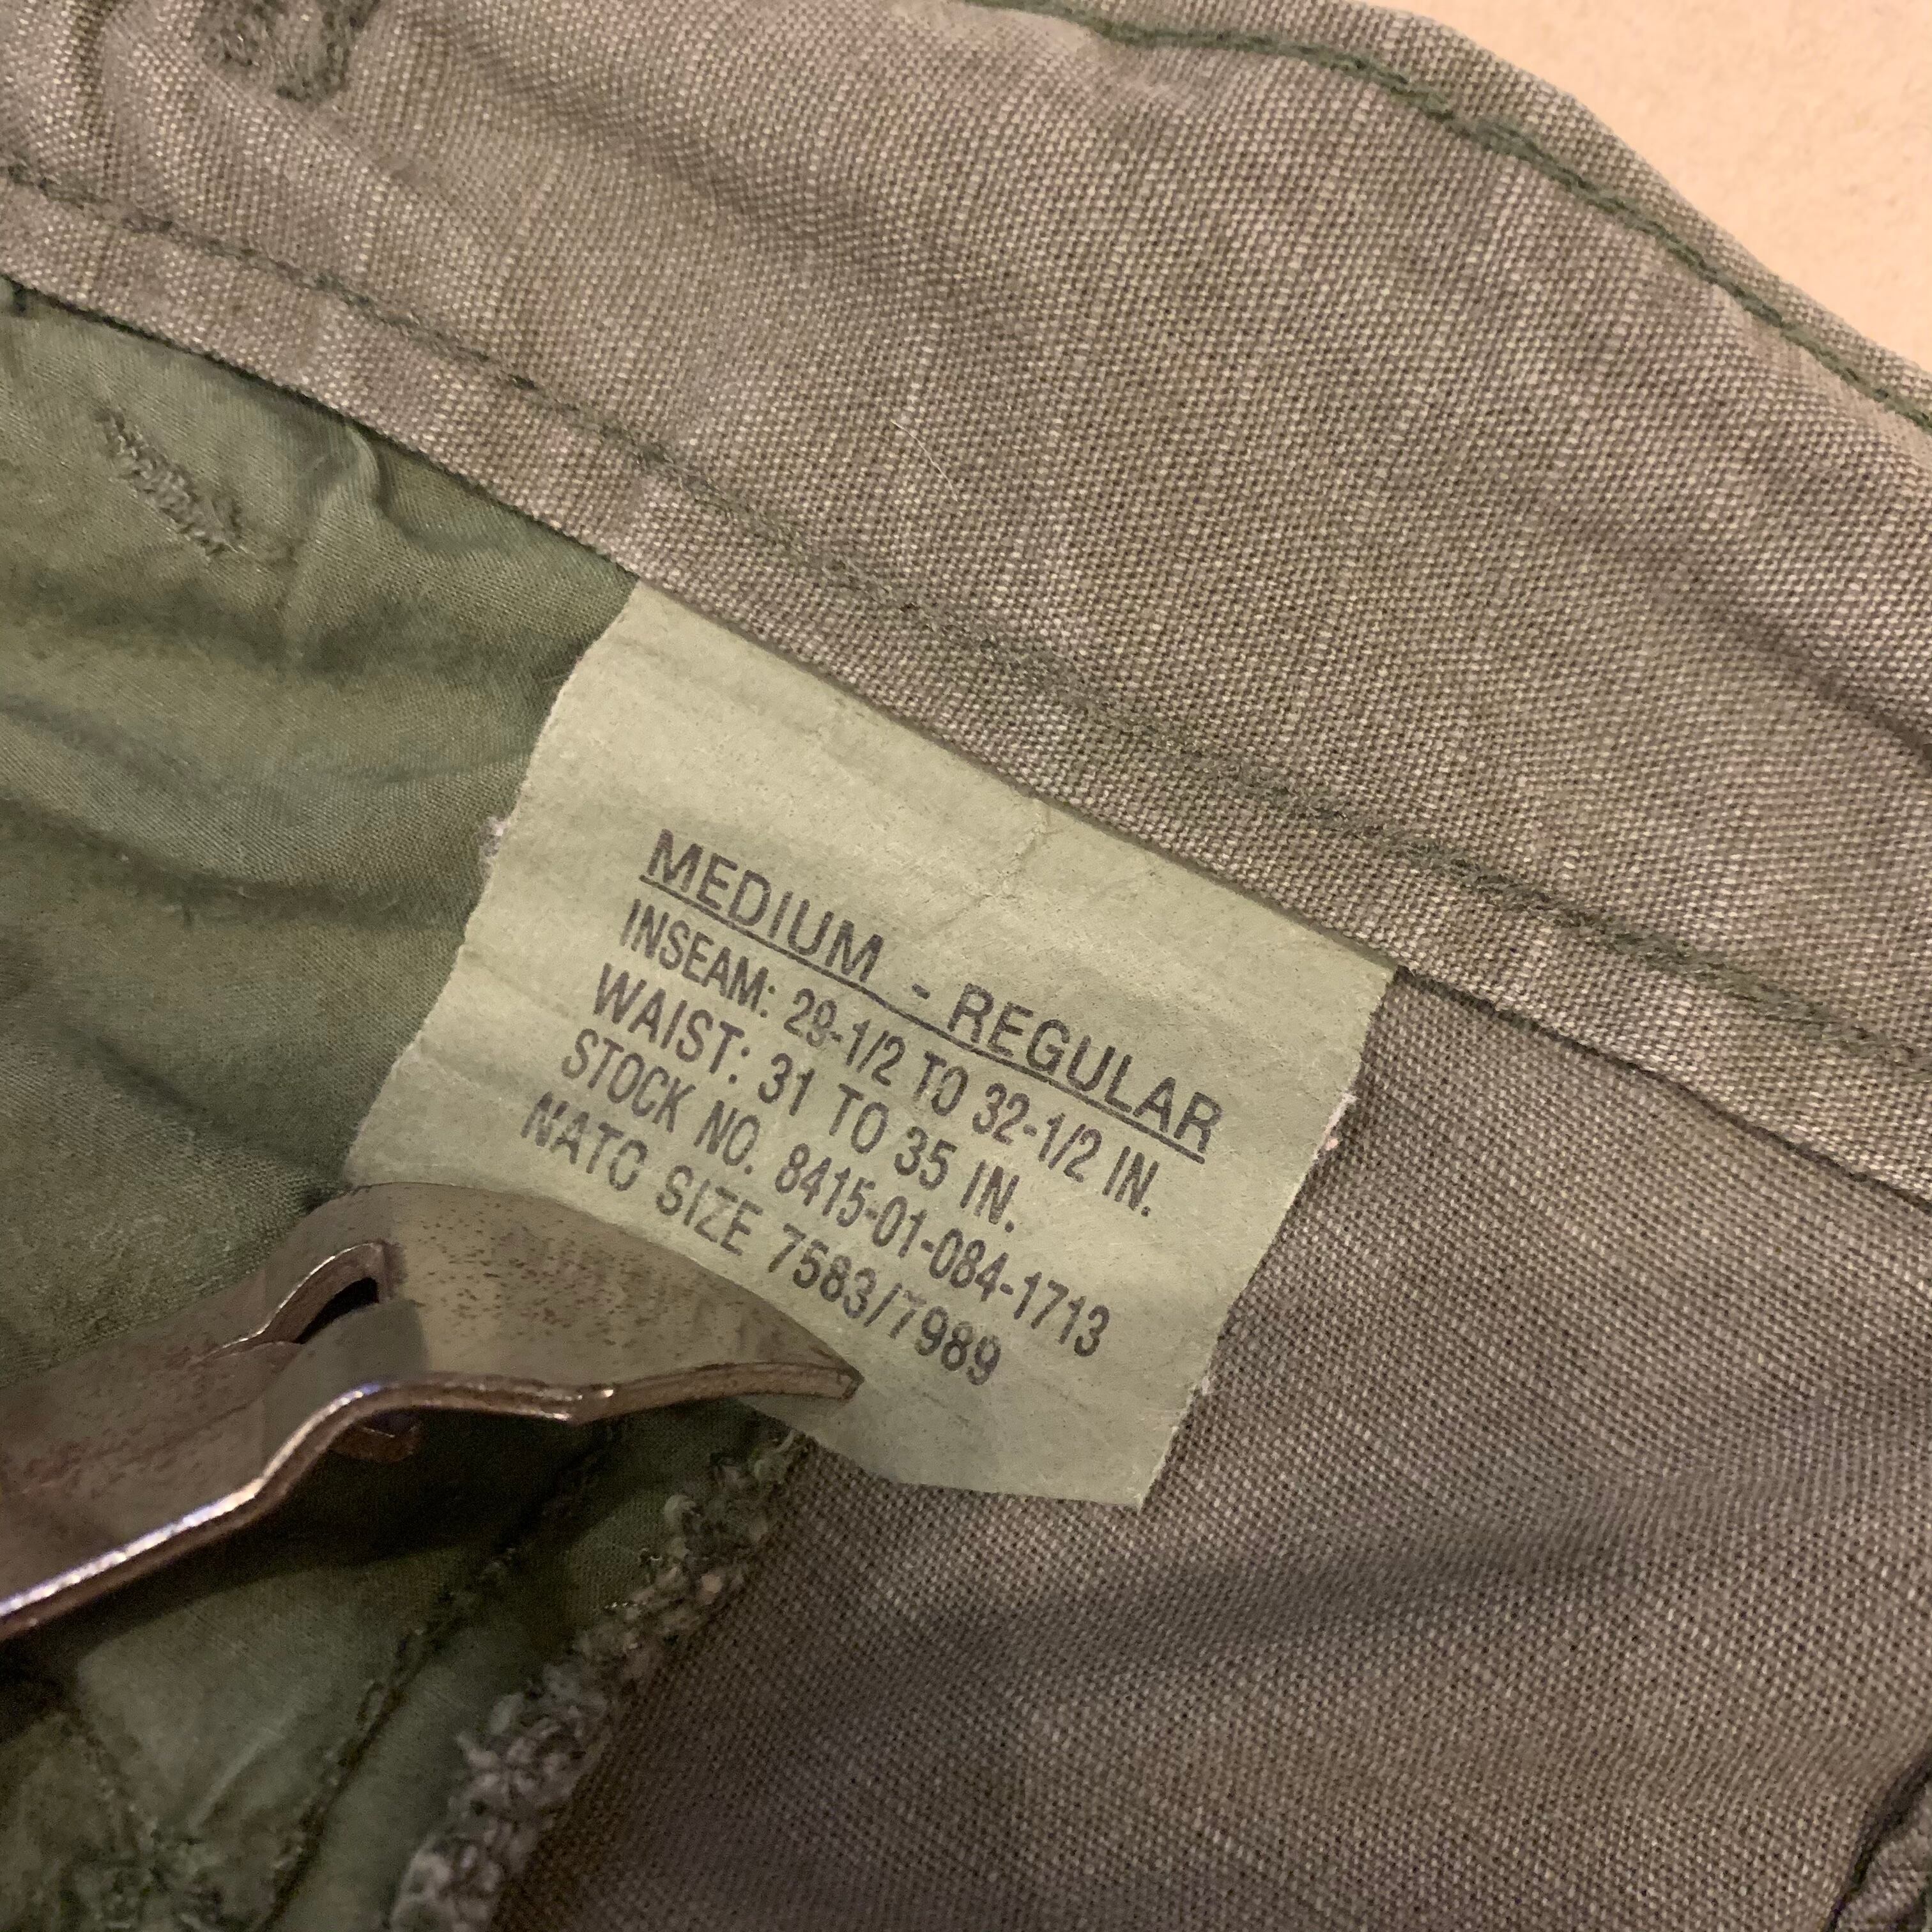 MEDIUM - REGULAR
INSEAM: 29-1/2 TO 32-1/2 IN.
WAIST: 31 TO 35 IN.
STOCK NO. 8415-01-084-1713
NATO SIZE 7583/7989